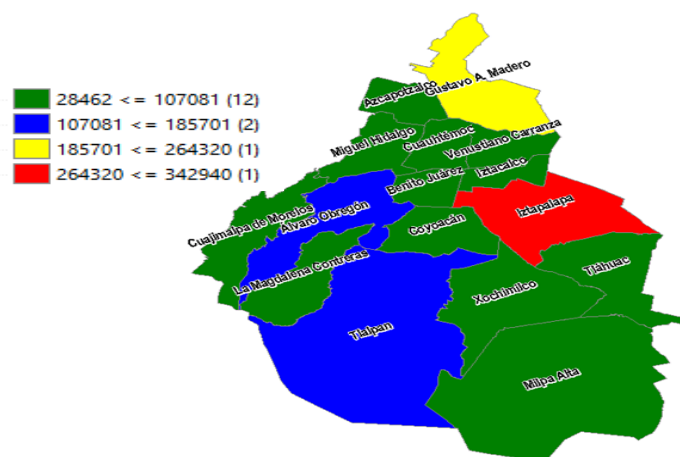 28462 <= 107081 (12)
107081 <= 185701 (2)
185701 <= 264320 (1)
264320 <= 342940 (1)
Gustavo A. Madero
Azcapotzalco
Miguel Hidalgo
Cuauhtémoc
Venustiano Carranza
Benito Juárez
Iztacalco
Cuajimalpa de Morelos
Alvaro Obregón
Coyoacán
Iztapalapa
La Magdalena Contreras
Tláhuac
Xochimilco
Tlalpan
Milpa Alta